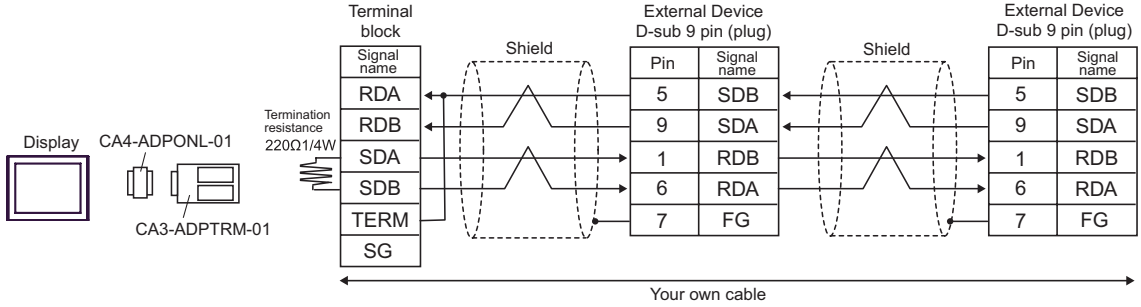 Terminal
block
External Device
D-sub 9 pin (plug)
External Device
D-sub 9 pin (plug)
Shield
Shield
Signal
name
Pin
Signal
name
Pin
Signal
name
RDA
5
SDB
5
SDB
Termination
resistance
220Ω1/4W
RDB
9
SDA
9
SDA
Display
CA4-ADPONL-01
SDA
1
RDB
1
RDB
SDB
6
RDA
6
RDA
CA3-ADPTRM-01
TERM
7
FG
7
FG
SG
Your own cable